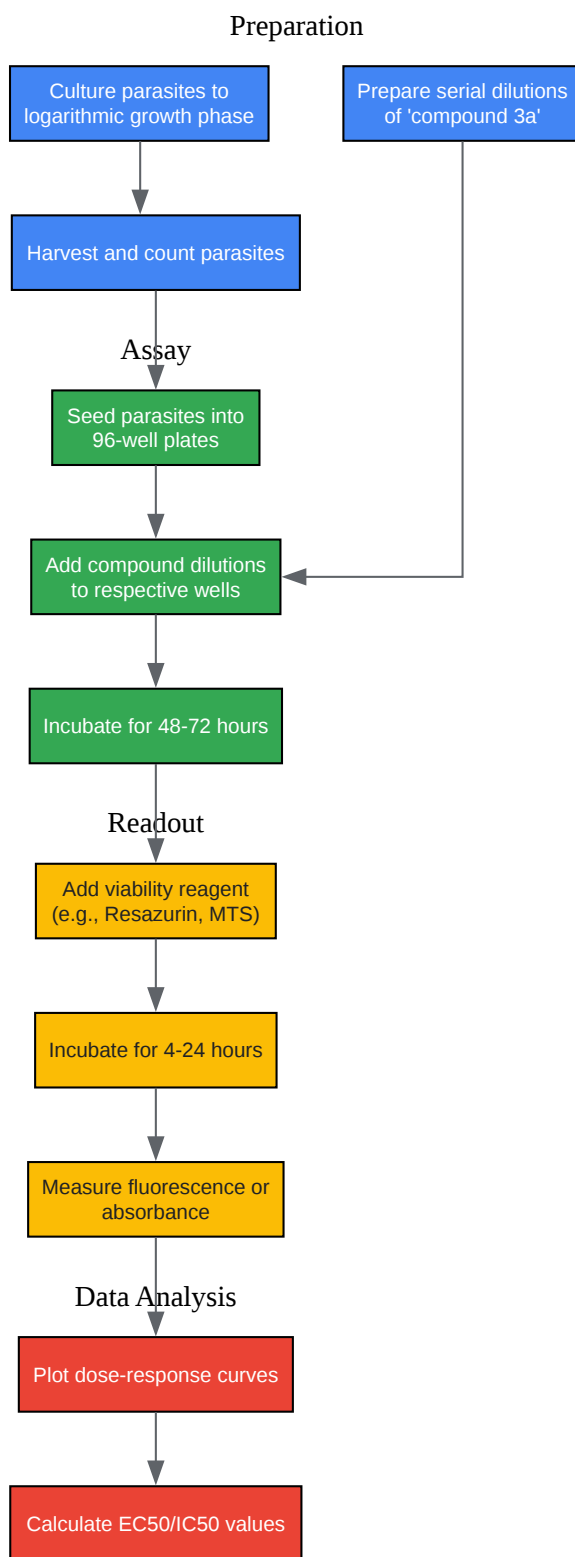 Preparation
Culture parasites to
logarithmic growth phase
Prepare serial dilutions
of 'compound 3a'
Harvest and count parasites
Assay
Seed parasites into
96-well plates
Add compound dilutions
to respective wells
Incubate for 48-72 hours
Readout
Add viability reagent
(e.g., Resazurin, MTS)
Incubate for 4-24 hours
Measure fluorescence or
absorbance
Data Analysis
Plot dose-response curves
Calculate EC50/IC50 values